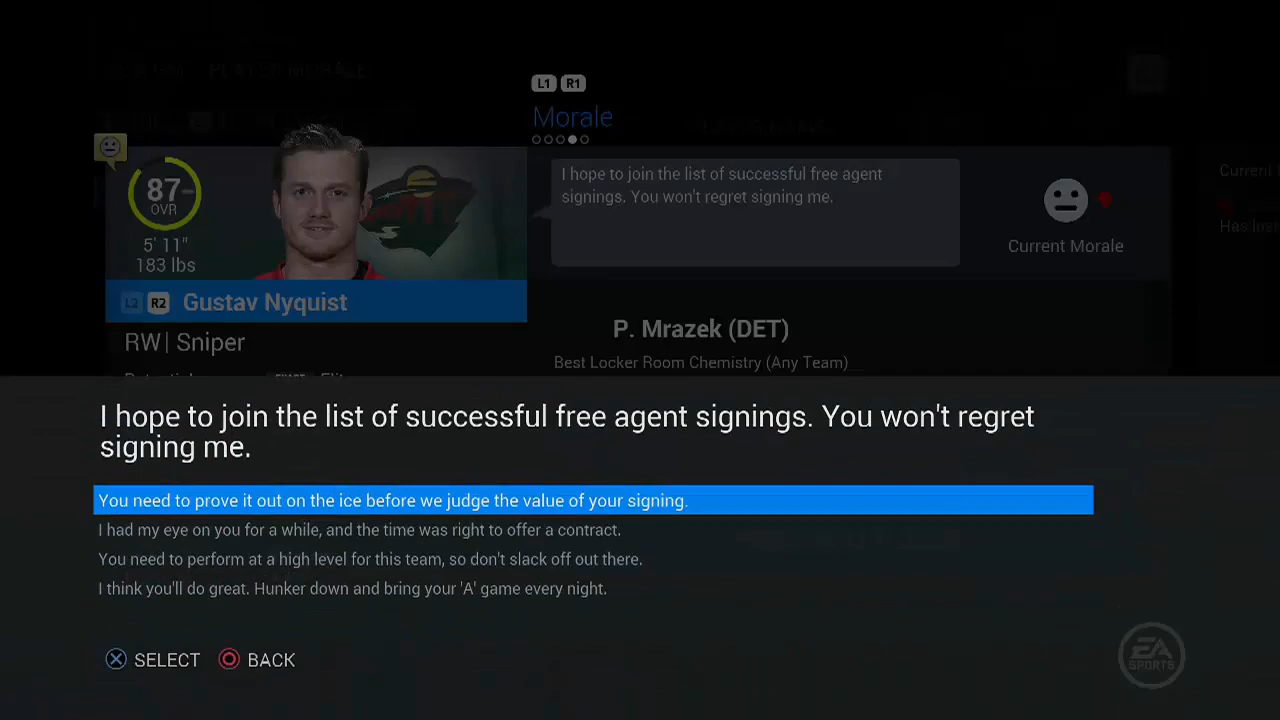 L1 R1
Morale
87
OVR
5' 11"
183 lbs
I hope to join the list of successful free agent
signings. You won't regret signing me.
Current Morale
Current
Has losi
L2 R2 Gustav Nyquist
RW| Sniper
P. Mrazek (DET)
Best Locker Room Chemistry (Any Team)
I hope to join the list of successful free agent signings. You won't regret
signing me.
You need to prove it out on the ice before we judge the value of your signing.
I had my eye on you for a while, and the time was right to offer a contract.
You need to perform at a high level for this team, so don't slack off out there.
I think you'll do great. Hunker down and bring your 'A' game every night.
SELECT BACK
EA
SPORTS